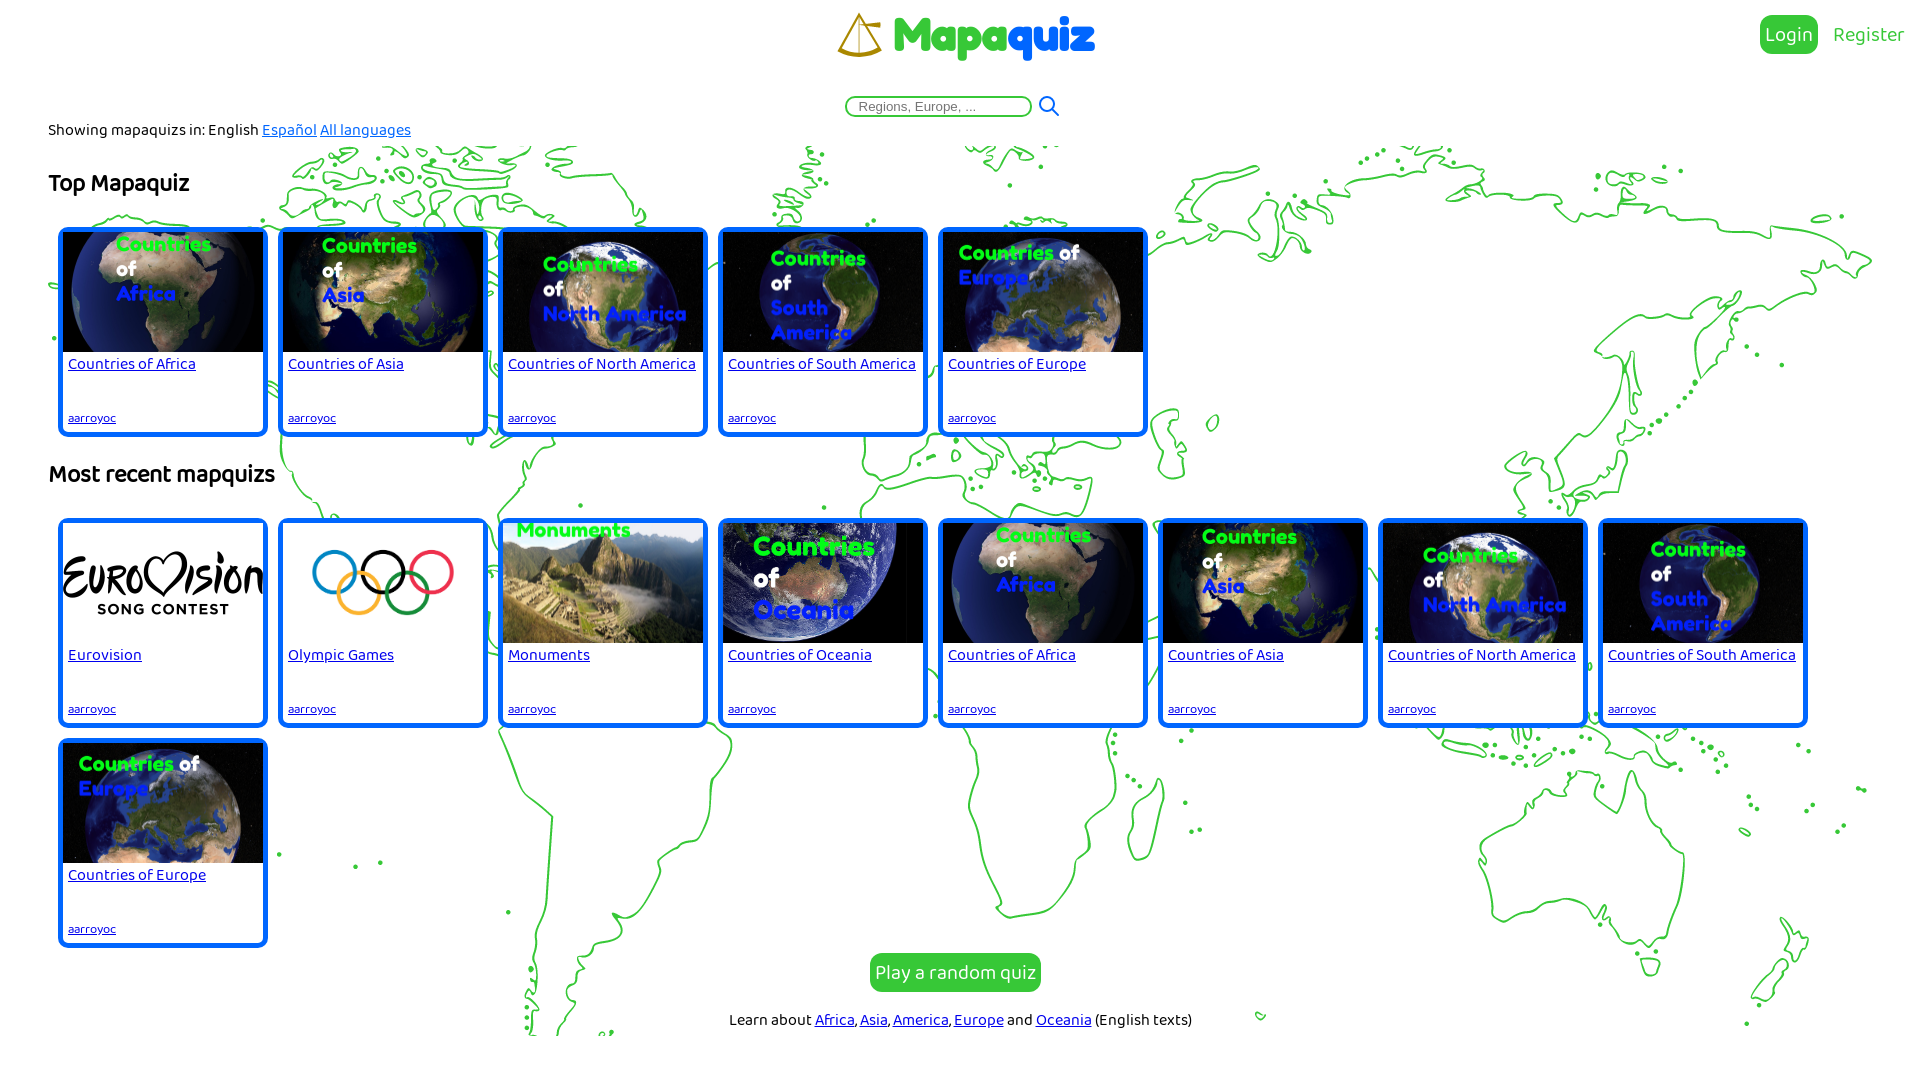 Mapaquiz
Login
Register
Regions, Europe, ...
Showing mapaquizs in: English Español All languages
Top Mapaquiz
Countries
of
Africa
Countries of Africa
aarroyoc
Countries
of
Asia
Countries of Asia
aarroyoc
Countries
of
North America
Countries of North America
aarroyoc
Countries
of
South
America
Countries of South America
aarroyoc
Countries of
Europe
Countries of Europe
aarroyoc
Most recent mapquizs
EUROVISION
SONG CONTEST
Eurovision
aarroyoc
Olympic Games
aarroyoc
Monuments
Monuments
aarroyoc
Countries
of
Oceania
Countries of Oceania
aarroyoc
Countries
of
Africa
Countries of Africa
aarroyoc
Countries
of
Asia
Countries of Asia
aarroyoc
Countries
of
North America
Countries of North America
aarroyoc
Countries
of
South
America
Countries of South America
aarroyoc
Countries of
Europe
Countries of Europe
aarroyoc
Play a random quiz
Learn about Africa, Asia, America, Europe and Oceania (English texts)